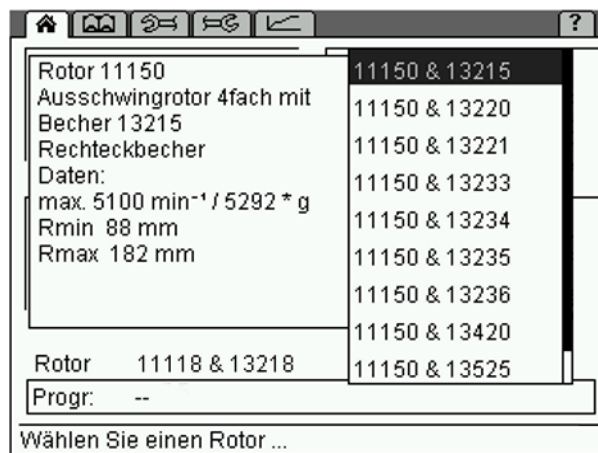 ?
Rotor 11150
Ausschwingrotor 4fach mit
Becher 13215
Rechteckbecher
Daten:
max. 5100 min⁻¹ / 5292 * g
Rmin 88 mm
Rmax 182 mm
11150 & 13215
11150 & 13220
11150 & 13221
11150 & 13233
11150 & 13234
11150 & 13235
11150 & 13236
11150 & 13420
11150 & 13525
Rotor 11118 & 13218
Progr: --
Wählen Sie einen Rotor ...